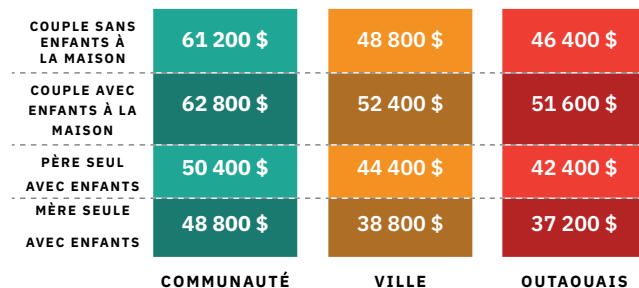 COUPLE SANS
ENFANTS À
LA MAISON
61 200 $
48 800 $
46 400 $
COUPLE AVEC
ENFANTS À LA
MAISON
62 800 $
52 400 $
51 600 $
PÈRE SEUL
AVEC ENFANTS
50 400 $
44 400 $
42 400 $
MÈRE SEULE
AVEC ENFANTS
48 800 $
38 800 $
37 200 $
COMMUNAUTÉ
VILLE
OUTAOUAIS